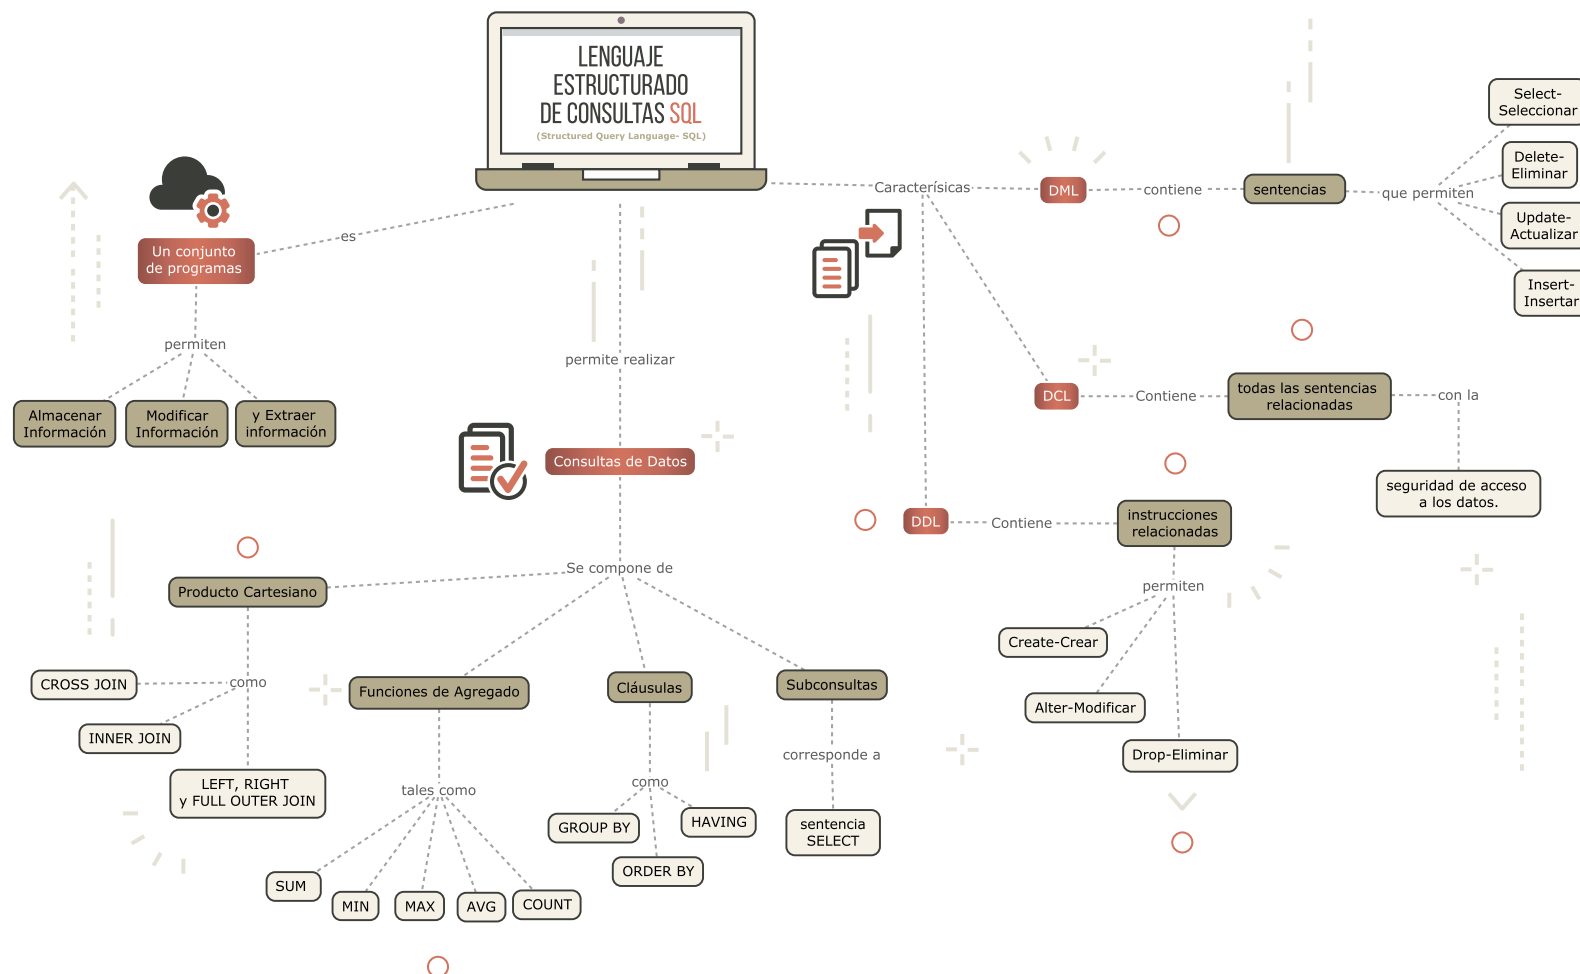 LENGUAJE
ESTRUCTURADO
DE CONSULTAS SQL
(Structured Query Language- SQL)
es
Un conjunto
de programas
permiten
Almacenar
Información
Modificar
Información
y Extraer
información
permite realizar
Consultas de Datos
Se compone de
Producto Cartesiano
como
CROSS JOIN
INNER JOIN
LEFT, RIGHT
y FULL OUTER JOIN
Funciones de Agregado
tales como
SUM
MIN
MAX
AVG
COUNT
Cláusulas
como
GROUP BY
ORDER BY
HAVING
Subconsultas
corresponde a
sentencia
SELECT
Caracterísicas
DML
contiene
sentencias
que permiten
Select-
Seleccionar
Delete-
Eliminar
Update-
Actualizar
Insert-
Insertar
DCL
Contiene
todas las sentencias
relacionadas
con la
seguridad de acceso
a los datos.
DDL
Contiene
instrucciones
relacionadas
permiten
Create-Crear
Alter-Modificar
Drop-Eliminar